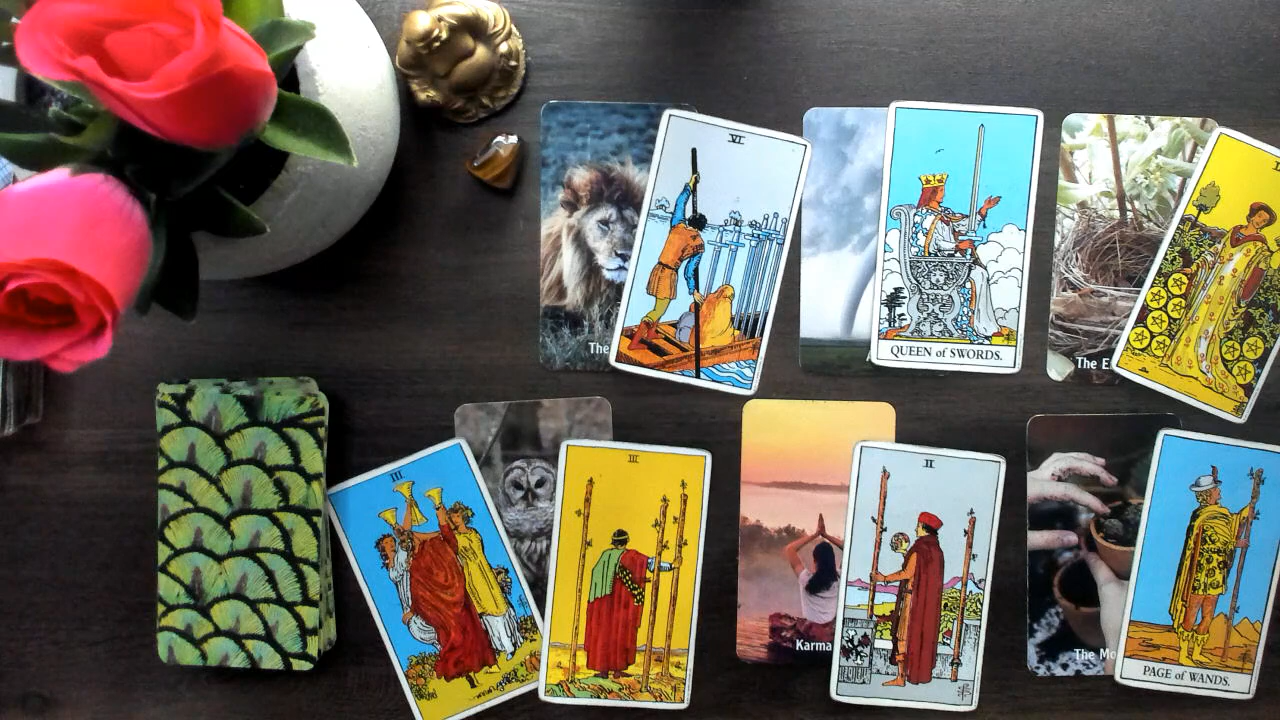 VI
The
QUEEN of SWORDS.
The E
III
III
Karma
II
The Mo
PAGE of WANDS.